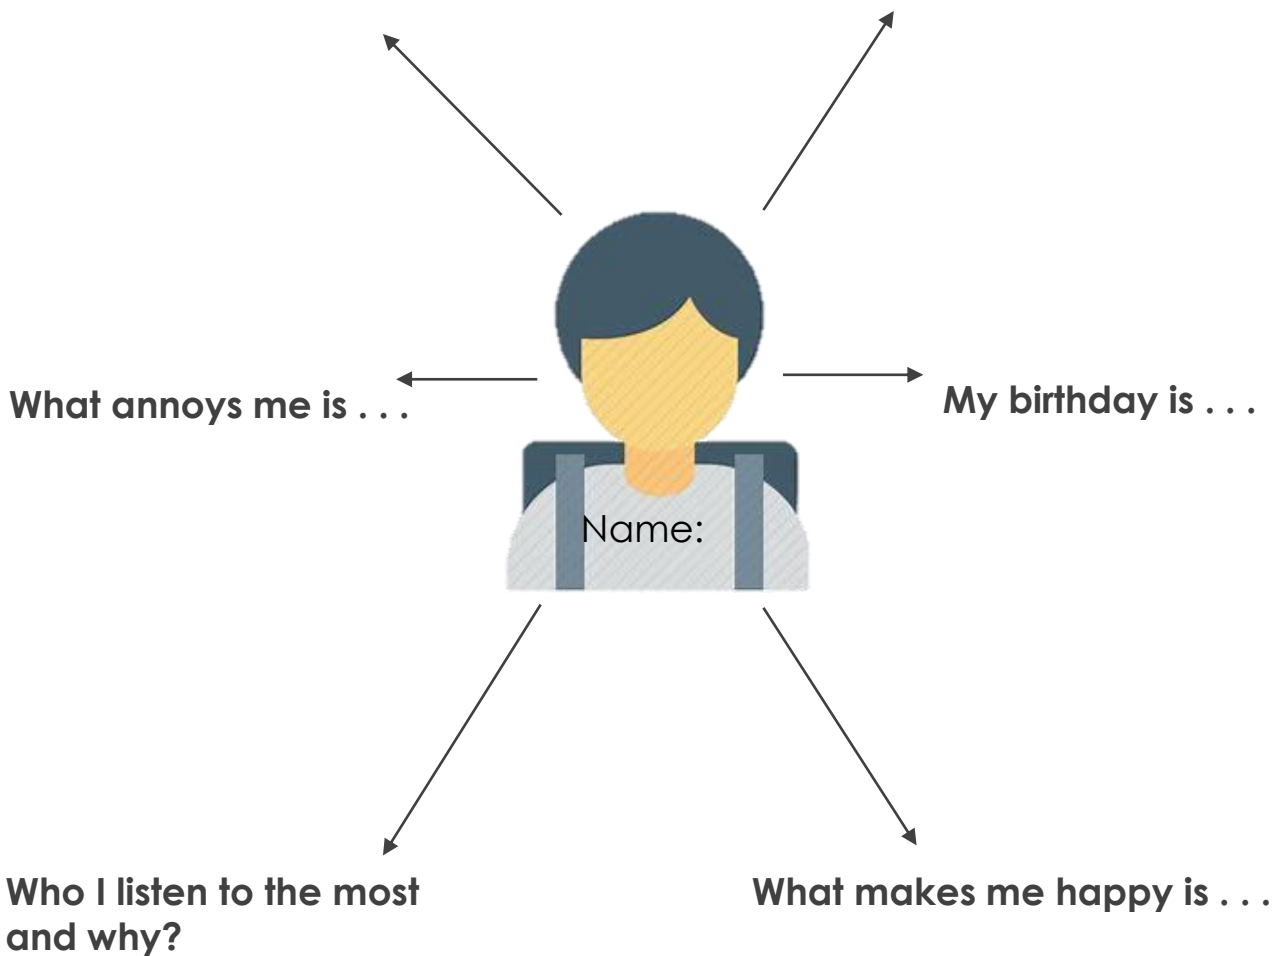 What annoys me is . . .
My birthday is . . .
Name:
Who I listen to the most
and why?
What makes me happy is . . .